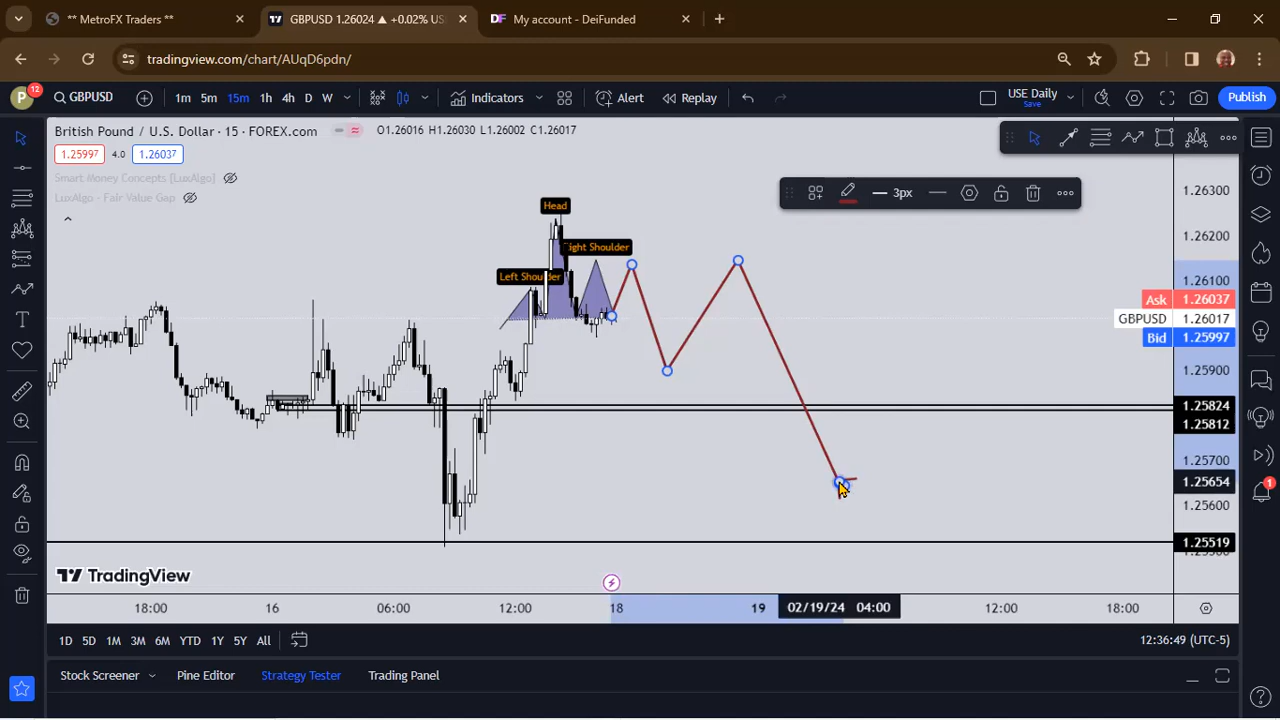 ** MetroFX Traders **
GBPUSD 1.26024 ▲ +0.02% US
My account - DeiFunded
tradingview.com/chart/AUqD6pdn/
P 12
GBPUSD
1m 5m 15m 1h 4h D W
Indicators
Alert
Replay
USE Daily
Save
Publish
British Pound / U.S. Dollar · 15 · FOREX.com
O1.26016 H1.26030 L1.26002 C1.26017
1.25997 4.0 1.26037
Smart Money Concepts [LuxAlgo]
LuxAlgo - Fair Value Gap
3px
Head
Right Shoulder
Left Shoulder
1.26300
1.26200
1.26100
Ask 1.26037
GBPUSD 1.26017
Bid 1.25997
1.25900
1.25824
1.25812
1.25700
1.25654
1.25600
1.25519
TradingView
18:00 16 06:00 12:00 18 19 02/19/24 04:00 12:00 18:00
1D 5D 1M 3M 6M YTD 1Y 5Y All
12:36:49 (UTC-5)
Stock Screener
Pine Editor
Strategy Tester
Trading Panel
1